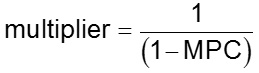 multiplier = 1 / (1–MPC)